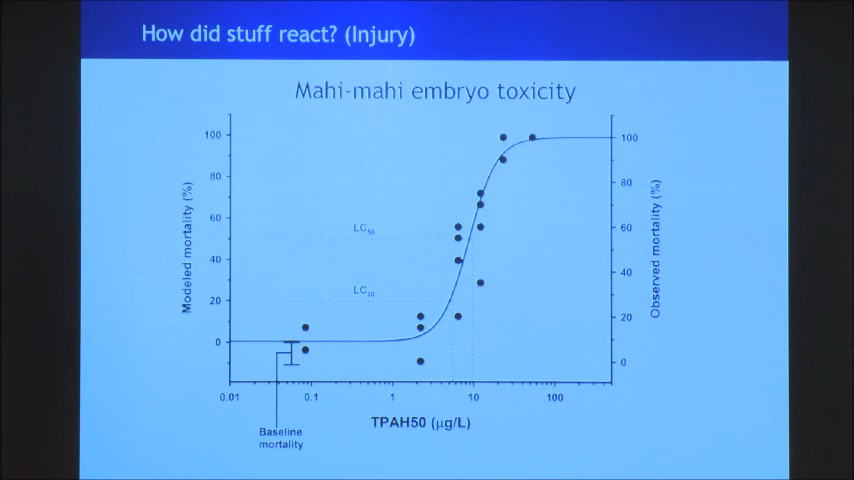 How did stuff react? (Injury)
Mahi-mahi embryo toxicity
Modeled mortality (%)
100
80
60
40
20
0
LC50
LC20
100
80
60
40
20
0
Observed mortality (%)
0.01
0.1
1
10
100
TPAH50 (µg/L)
Baseline
mortality